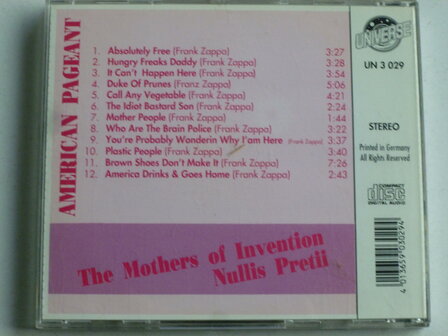 AMERICAN PAGEANT
1. Absolutely Free (Frank Zappa) 3:27
2. Hungry Freaks Daddy (Frank Zappa) 3:28
3. It Can't Happen Here (Frank Zappa) 3:54
4. Duke Of Prunes (Franz Zappa) 5:06
5. Call Any Vegetable (Frank Zappa) 4:21
6. The Idiot Bastard Son (Frank Zappa) 2:24
7. Mother People (Frank Zappa) 1:44
8. Who Are The Brain Police (Frank Zappa) 3:22
9. You're Probably Wonderin Why I'am Here (Frank Zappa) 3:37
10. Plastic People (Frank Zappa) 3:40
11. Brown Shoes Don't Make It (Frank Zappa) 7:26
12. America Drinks & Goes Home (Frank Zappa) 2:43
The Mothers of Invention
Nullis Pretii
UNIVERSE
UN 3 029
STEREO
Printed in Germany
All Rights Reserved
COMPACT
disc
DIGITAL AUDIO
4 013659 030294